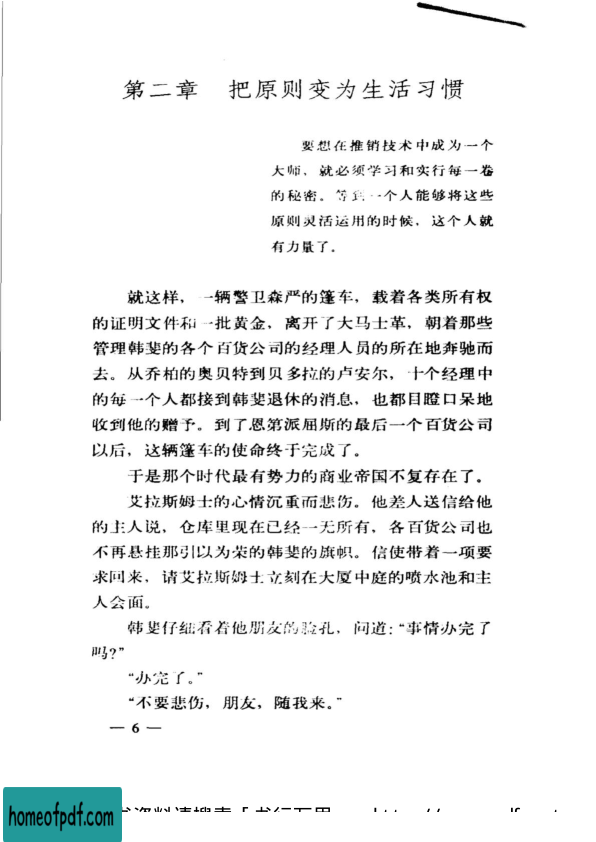 第二章 把原则变为生活习惯
要想在推销技术中成为一个
大师，就必须学习和实行每一卷
的秘密。等到一个人能够将这些
原则灵活运用的时候，这个人就
有力量了。
就这样，一辆警卫森严的篷车，载着各类所有权
的证明文件和一批黄金，离开了大马士革，朝着那些
管理韩斐的各个百货公司的经理人员的所在地奔驰而
去。从乔柏的奥贝特到贝多拉的卢安尔，十个经理中
的每一个人都接到韩斐退休的消息，也都目瞪口呆地
收到他的赠予。到了恩第派屈斯的最后一个百货公司
以后，这辆篷车的使命终于完成了。
于是那个时代最有势力的商业帝国不复存在了。
艾拉斯姆士的心情沉重而悲伤。他差人送信给他
的主人说，仓库里现在已经一无所有，各百货公司也
不再悬挂那引以为荣的韩斐的旗帜。信使带着一项要
求回来，请艾拉斯姆士立刻在大厦中庭的喷水池和主
人会面。
韩斐仔细看着他朋友的脸孔，问道：“事情办完了
吗？”
“办完了。”
“不要悲伤，朋友，随我来。”
— 6 —
homeofpdf.com